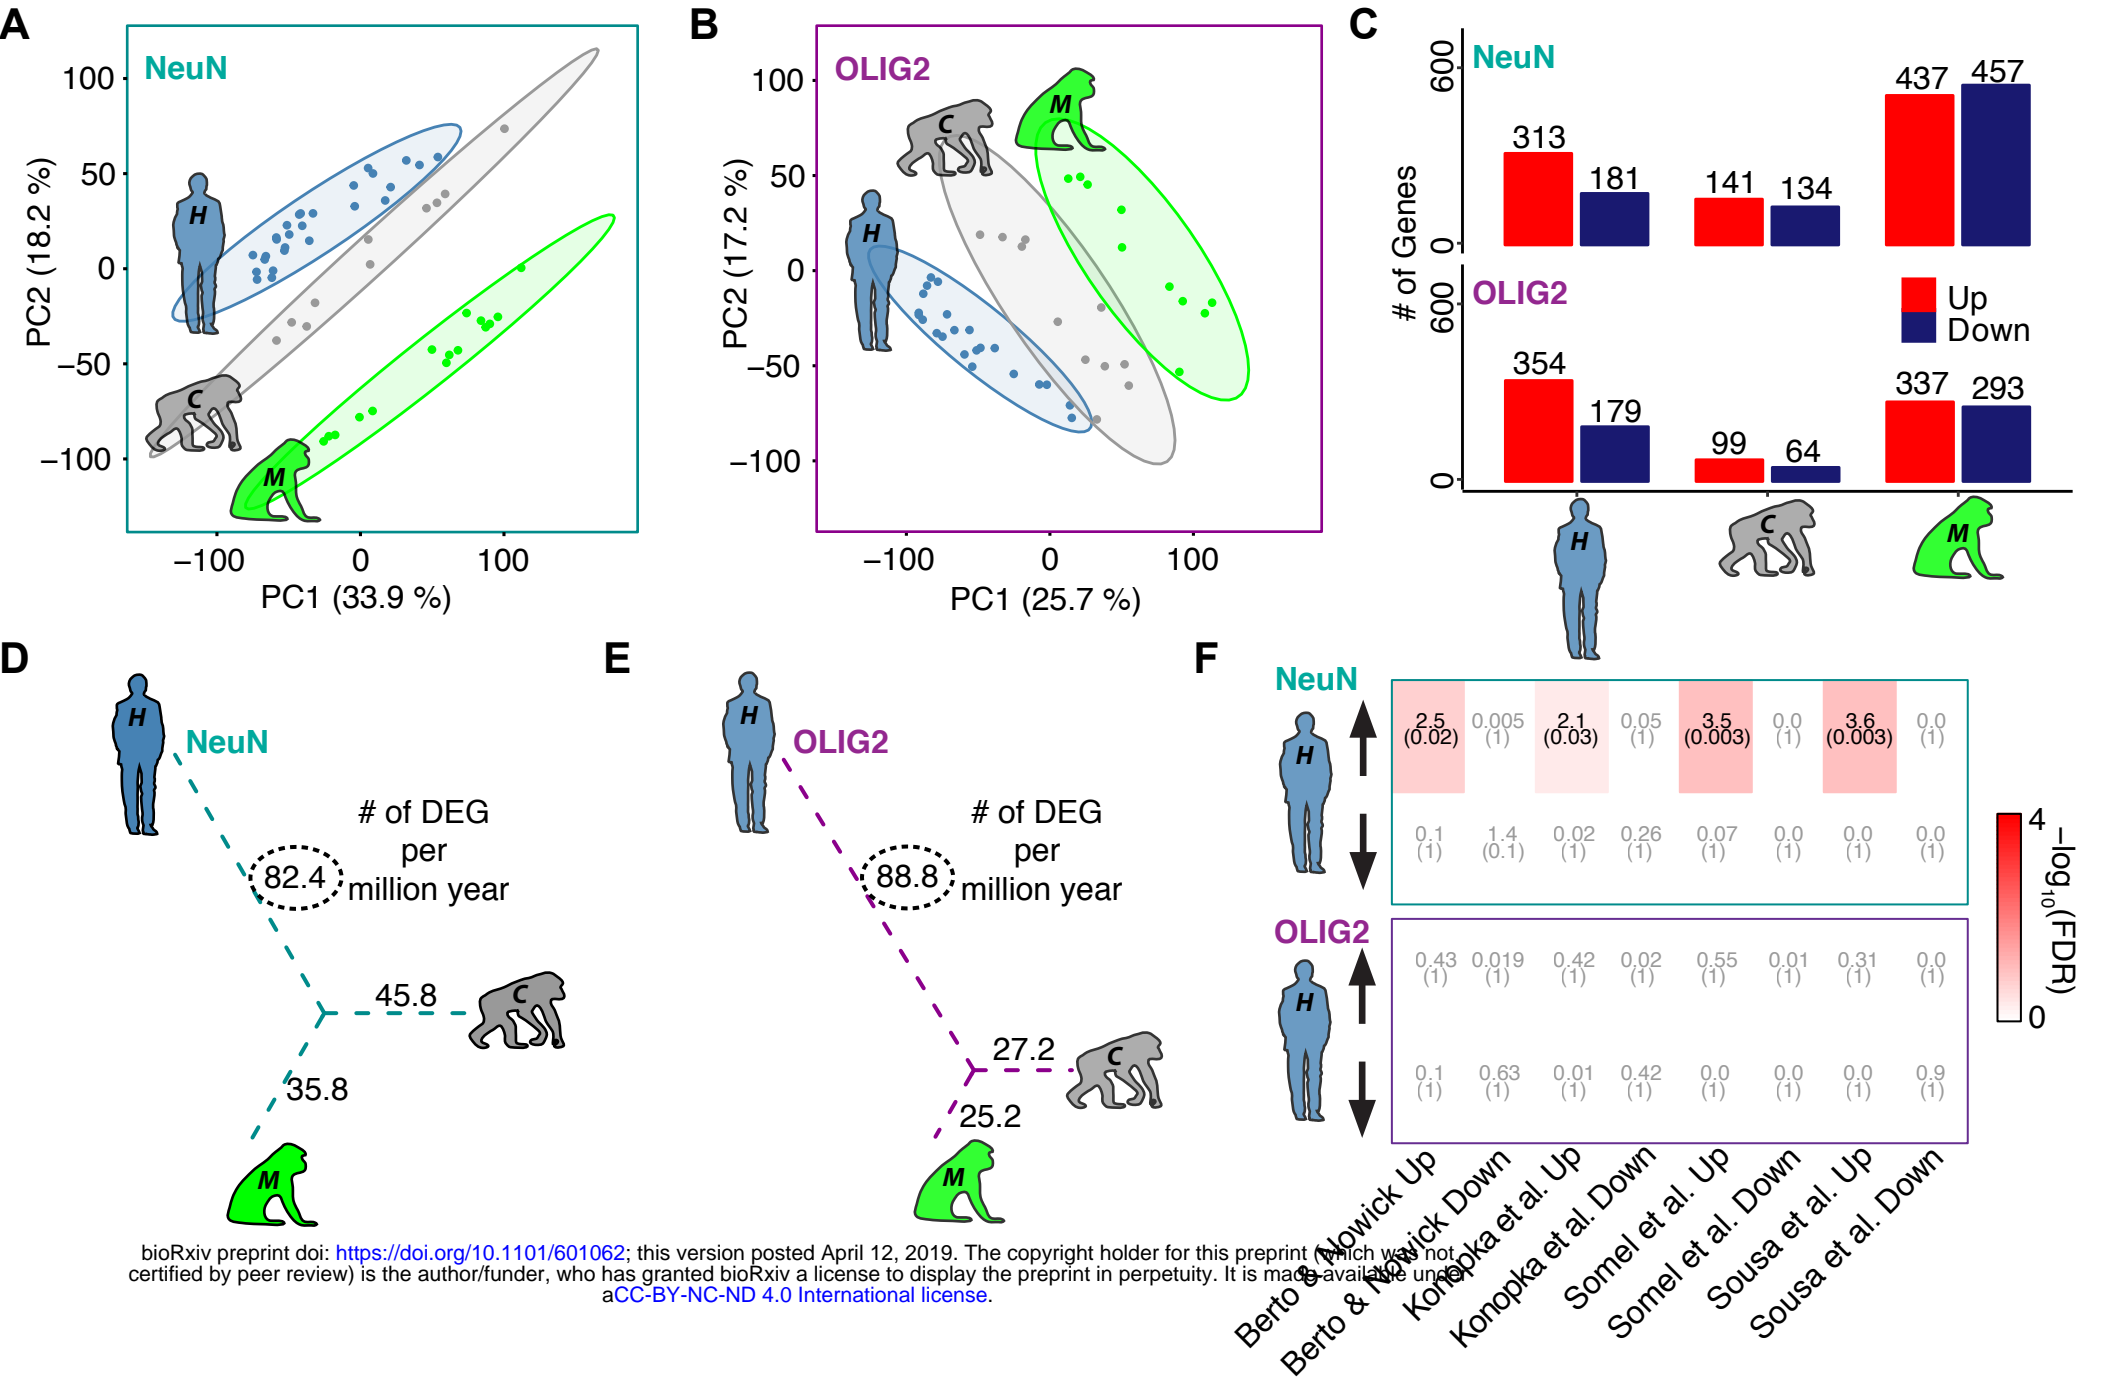 A
NeuN
100
50
0
−50
−100
PC2 (18.2 %)
H
C
M
−100 0 100
PC1 (33.9 %)
B
OLIG2
100
50
0
−50
−100
PC2 (17.2 %)
C
M
H
−100 0 100
PC1 (25.7 %)
C
# of Genes
600
0
NeuN
313 181 141 134 437 457
600
0
OLIG2
Up
Down
354 179 99 64 337 293
H C M
D
H
NeuN
# of DEG
per
million year
82.4
45.8
C
35.8
M
E
H
OLIG2
# of DEG
per
million year
88.8
27.2
C
25.2
M
F
NeuN
H
2.5 0.005 2.1 0.05 3.5 0.0 3.6 0.0
(0.02) (1) (0.03) (1) (0.003) (1) (0.003) (1)
0.1 1.4 0.02 0.26 0.07 0.0 0.0 0.0
(1) (0.1) (1) (1) (1) (1) (1) (1)
OLIG2
H
0.43 0.019 0.42 0.02 0.55 0.01 0.31 0.0
(1) (1) (1) (1) (1) (1) (1) (1)
0.1 0.63 0.01 0.42 0.0 0.0 0.0 0.9
(1) (1) (1) (1) (1) (1) (1) (1)
4
0
−log10(FDR)
Berto & Nowick Up
Berto & Nowick Down
Konopka et al. Up
Konopka et al. Down
Somel et al. Up
Somel et al. Down
Sousa et al. Up
Sousa et al. Down
bioRxiv preprint doi: https://doi.org/10.1101/601062; this version posted April 12, 2019. The copyright holder for this preprint (which was not
certified by peer review) is the author/funder, who has granted bioRxiv a license to display the preprint in perpetuity. It is made available under
aCC-BY-NC-ND 4.0 International license.